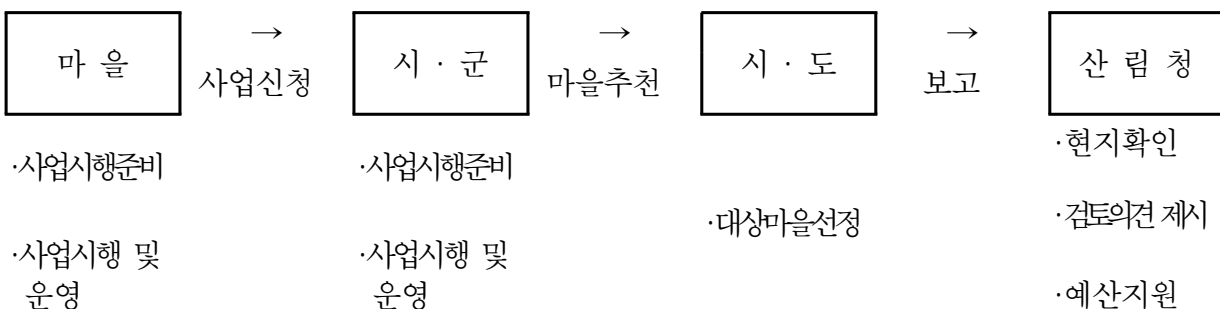 마 을 → 시 · 군 → 시 · 도 → 산 림 청
사업신청 마을추천 보고
·사업시행준비 ·사업시행준비 ·현지확인
·대상마을선정 ·검토의견 제시
·사업시행 및 ·사업시행 및
운영 운영 ·예산지원